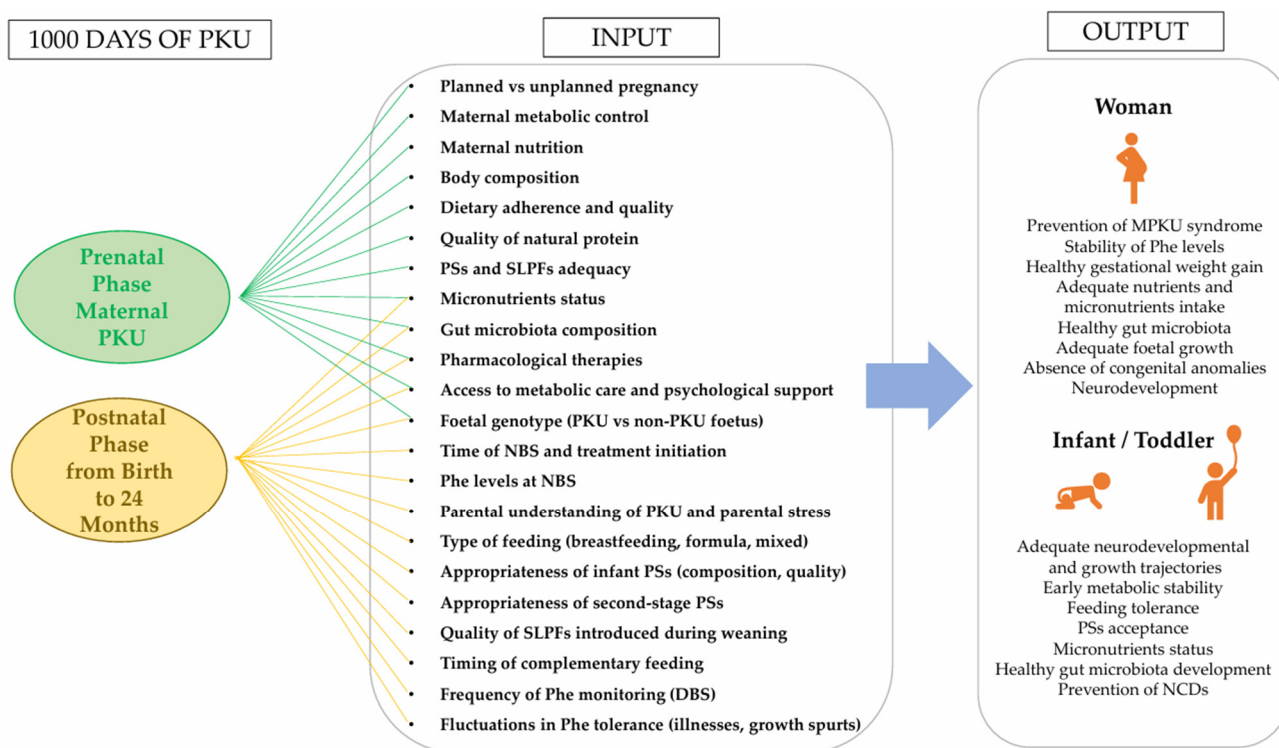 1000 DAYS OF PKU
INPUT
OUTPUT
Prenatal
Phase
Maternal
PKU
Postnatal
Phase
from Birth
to 24
Months
• Planned vs unplanned pregnancy
• Maternal metabolic control
• Maternal nutrition
• Body composition
• Dietary adherence and quality
• Quality of natural protein
• PSs and SLPFs adequacy
• Micronutrients status
• Gut microbiota composition
• Pharmacological therapies
• Access to metabolic care and psychological support
• Foetal genotype (PKU vs non-PKU foetus)
• Time of NBS and treatment initiation
• Phe levels at NBS
• Parental understanding of PKU and parental stress
• Type of feeding (breastfeeding, formula, mixed)
• Appropriateness of infant PSs (composition, quality)
• Appropriateness of second-stage PSs
• Quality of SLPFs introduced during weaning
• Timing of complementary feeding
• Frequency of Phe monitoring (DBS)
• Fluctuations in Phe tolerance (illnesses, growth spurts)
Woman
Prevention of MPKU syndrome
Stability of Phe levels
Healthy gestational weight gain
Adequate nutrients and
micronutrients intake
Healthy gut microbiota
Adequate foetal growth
Absence of congenital anomalies
Neurodevelopment
Infant / Toddler
Adequate neurodevelopmental
and growth trajectories
Early metabolic stability
Feeding tolerance
PSs acceptance
Micronutrients status
Healthy gut microbiota development
Prevention of NCDs